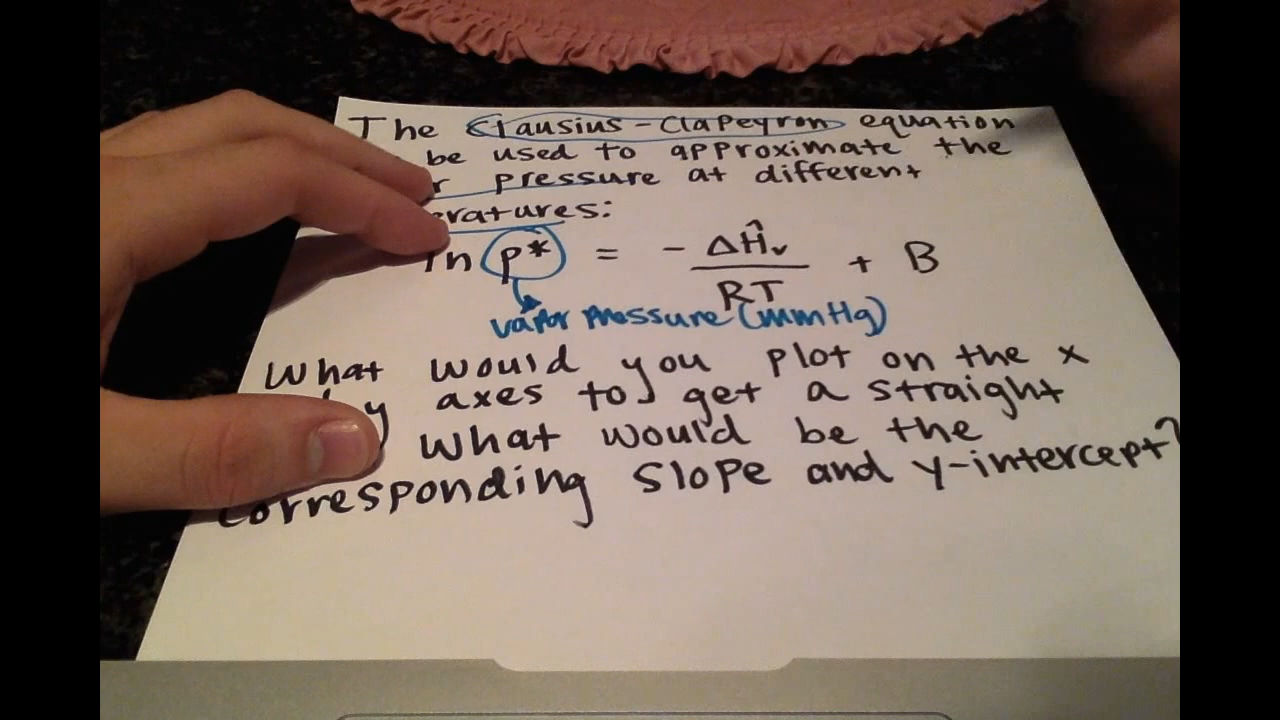 The Clausius-Clapeyron equation
be used to approximate the
r pressure at different
eratures:
ln p* = - ΔĤv / RT + B
vapor pressure (mmHg)
What would you plot on the x
y axes to get a straight
What would be the
corresponding slope and y-intercept?